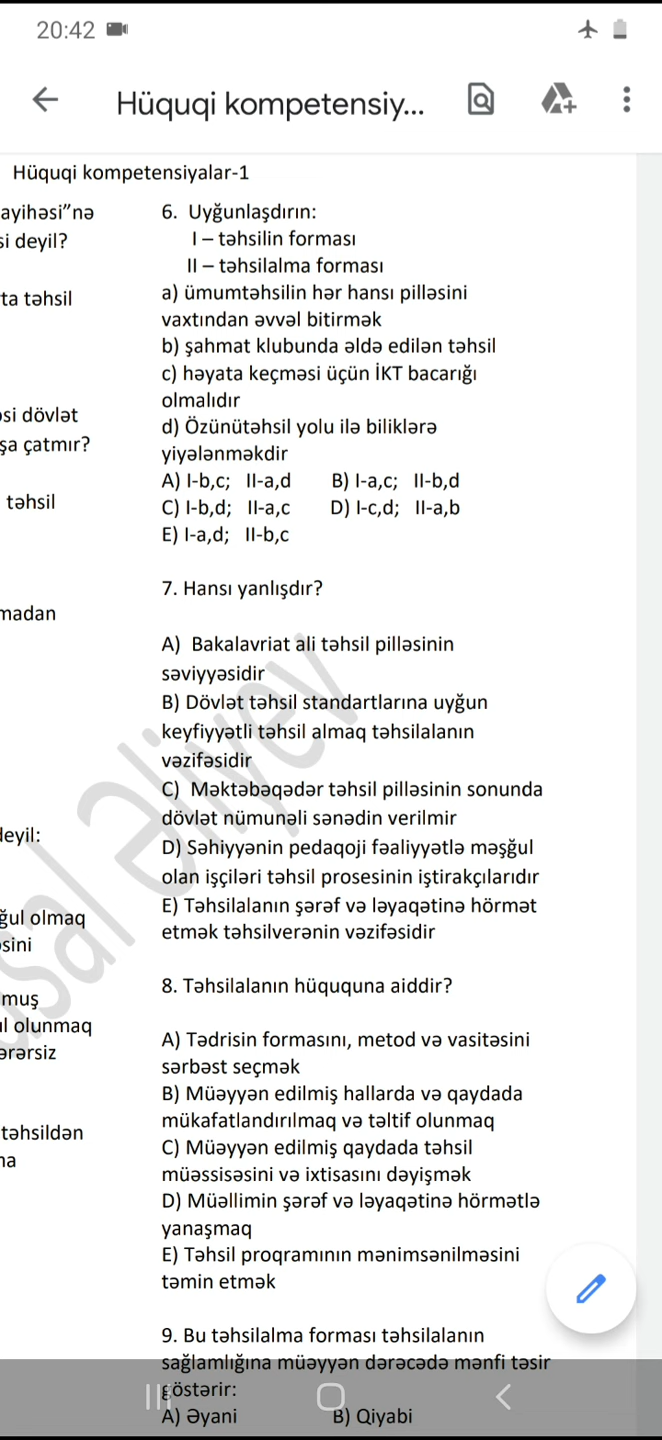 20:42
Hüquqi kompetensiy...
Hüquqi kompetensiyalar-1
ayihəsi”nə
si deyil?
ta təhsil
si dövlət
şa çatmır?
təhsil
madan
deyil:
ğul olmaq
sini
muş
l olunmaq
ərərsiz
təhsildən
na
6. Uyğunlaşdırın:
I – təhsilin forması
II – təhsilalma forması
a) ümumtəhsilin hər hansı pilləsini
vaxtından əvvəl bitirmək
b) şahmat klubunda əldə edilən təhsil
c) həyata keçməsi üçün İKT bacarığı
olmalıdır
d) Özünütəhsil yolu ilə biliklərə
yiyələnməkdir
A) I-b,c; II-a,d B) I-a,c; II-b,d
C) I-b,d; II-a,c D) I-c,d; II-a,b
E) I-a,d; II-b,c
7. Hansı yanlışdır?
A) Bakalavriat ali təhsil pilləsinin
səviyyəsidir
B) Dövlət təhsil standartlarına uyğun
keyfiyyətli təhsil almaq təhsilalanın
vəzifəsidir
C) Məktəbəqədər təhsil pilləsinin sonunda
dövlət nümunəli sənədin verilmir
D) Səhiyyənin pedaqoji fəaliyyətlə məşğul
olan işçiləri təhsil prosesinin iştirakçılarıdır
E) Təhsilalanın şərəf və ləyaqətinə hörmət
etmək təhsilverənin vəzifəsidir
8. Təhsilalanın hüququna aiddir?
A) Tədrisin formasını, metod və vasitəsini
sərbəst seçmək
B) Müəyyən edilmiş hallarda və qaydada
mükafatlandırılmaq və təltif olunmaq
C) Müəyyən edilmiş qaydada təhsil
müəssisəsini və ixtisasını dəyişmək
D) Müəllimin şərəf və ləyaqətinə hörmətlə
yanaşmaq
E) Təhsil proqramının mənimsənilməsini
təmin etmək
9. Bu təhsilalma forması təhsilalanın
sağlamlığına müəyyən dərəcədə mənfi təsir
göstərir:
A) Əyani B) Qiyabi
Əliyev